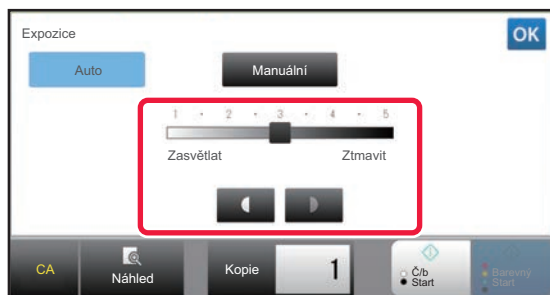 Expozice
OK
Auto
Manuální
1 · 2 · 3 · 4 · 5
Zasvětlat
Ztmavit
CA
Náhled
Kopie
1
Č/b
Start
Barevný
Start